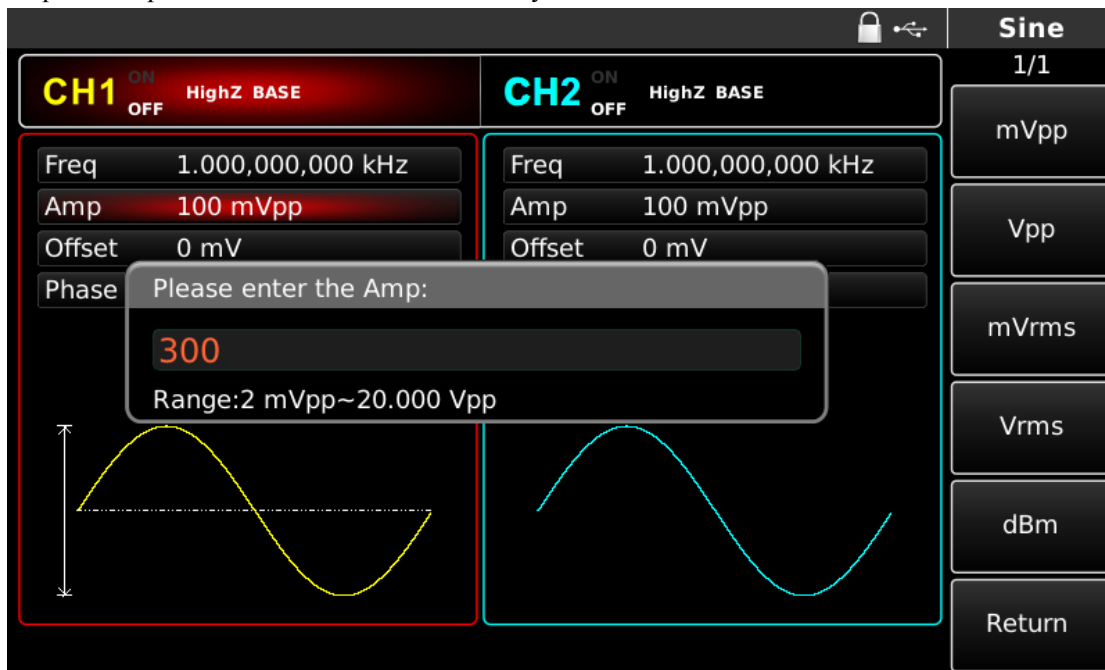 Sine
1/1
CH1 ON OFF HighZ BASE
CH2 ON OFF HighZ BASE
Freq 1.000,000,000 kHz
Amp 100 mVpp
Offset 0 mV
Phase
Freq 1.000,000,000 kHz
Amp 100 mVpp
Offset 0 mV
Please enter the Amp:
300
Range:2 mVpp~20.000 Vpp
mVpp
Vpp
mVrms
Vrms
dBm
Return